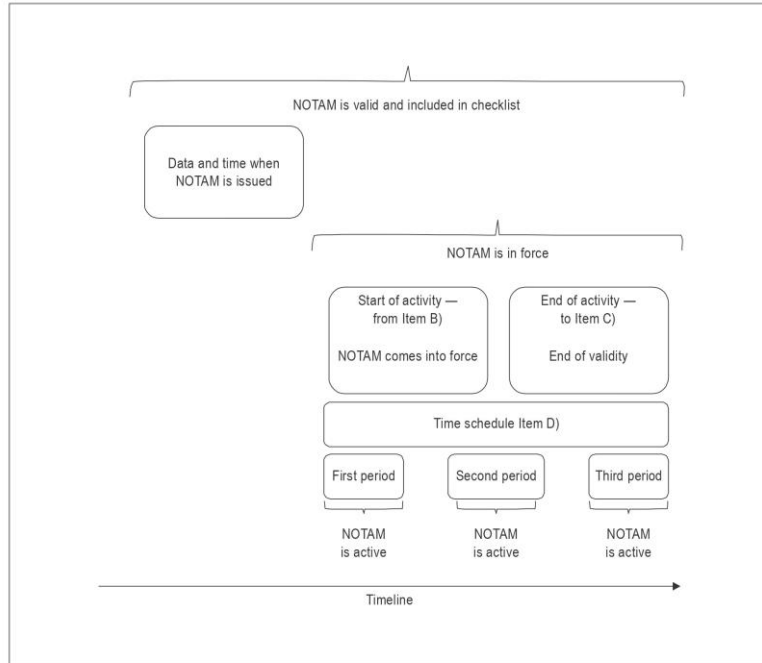 NOTAM is valid and included in checklist
Data and time when
NOTAM is issued
NOTAM is in force
Start of activity —
from Item B)
NOTAM comes into force
End of activity —
to Item C)
End of validity
Time schedule Item D)
First period
Second period
Third period
NOTAM
is active
NOTAM
is active
NOTAM
is active
Timeline